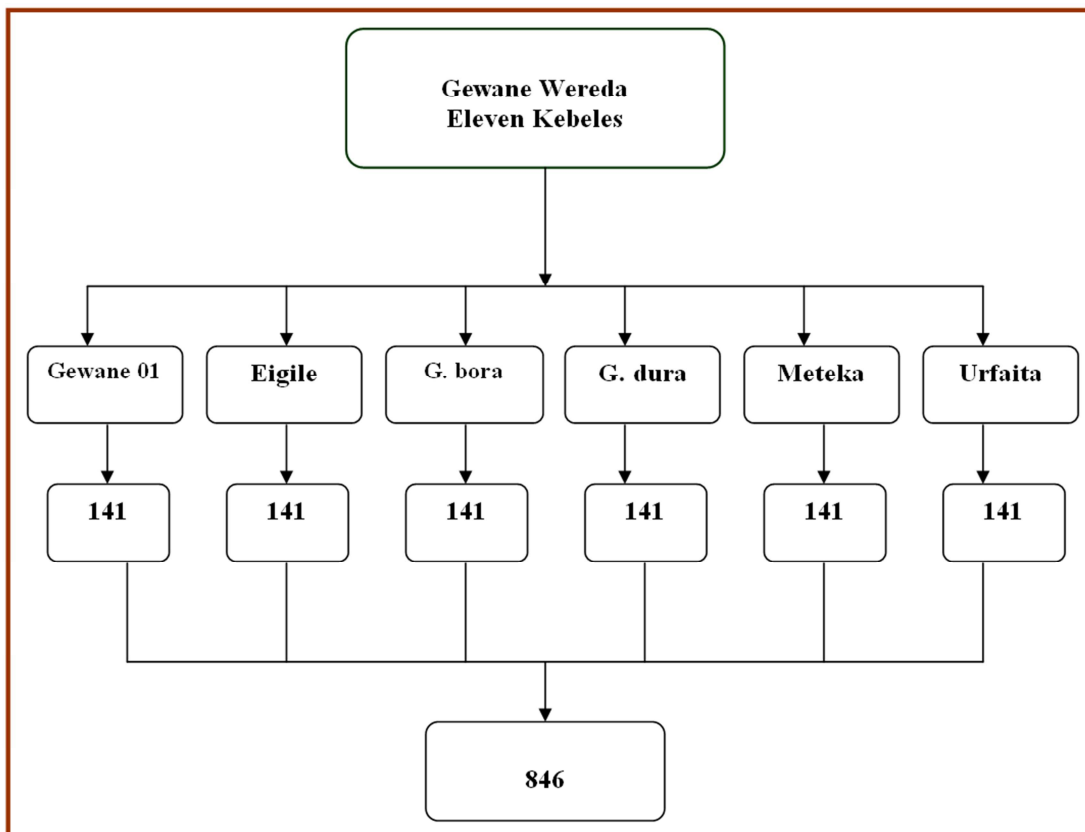 Gewane Wereda
Eleven Kebeles
Gewane 01
Eigile
G. bora
G. dura
Meteka
Urfaita
141
141
141
141
141
141
846